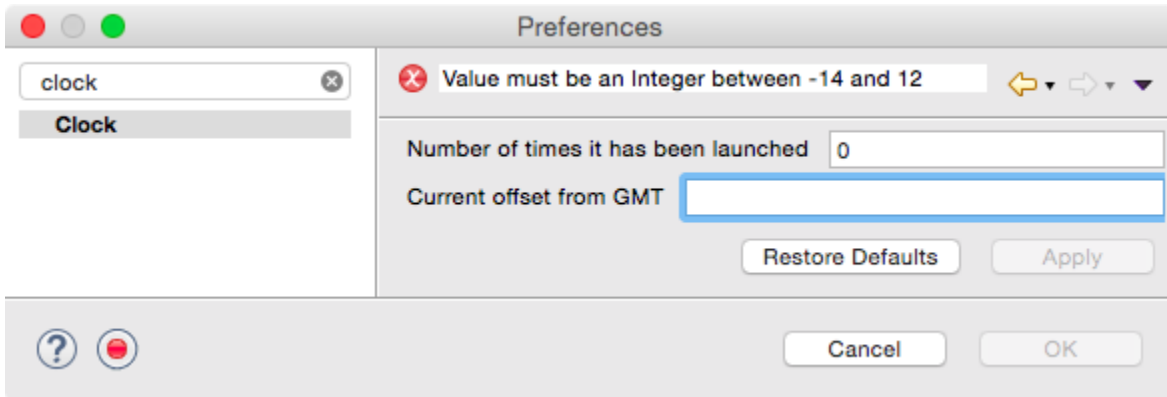 Preferences
clock
Clock
Value must be an Integer between -14 and 12
Number of times it has been launched 0
Current offset from GMT
Restore Defaults Apply
? Cancel OK